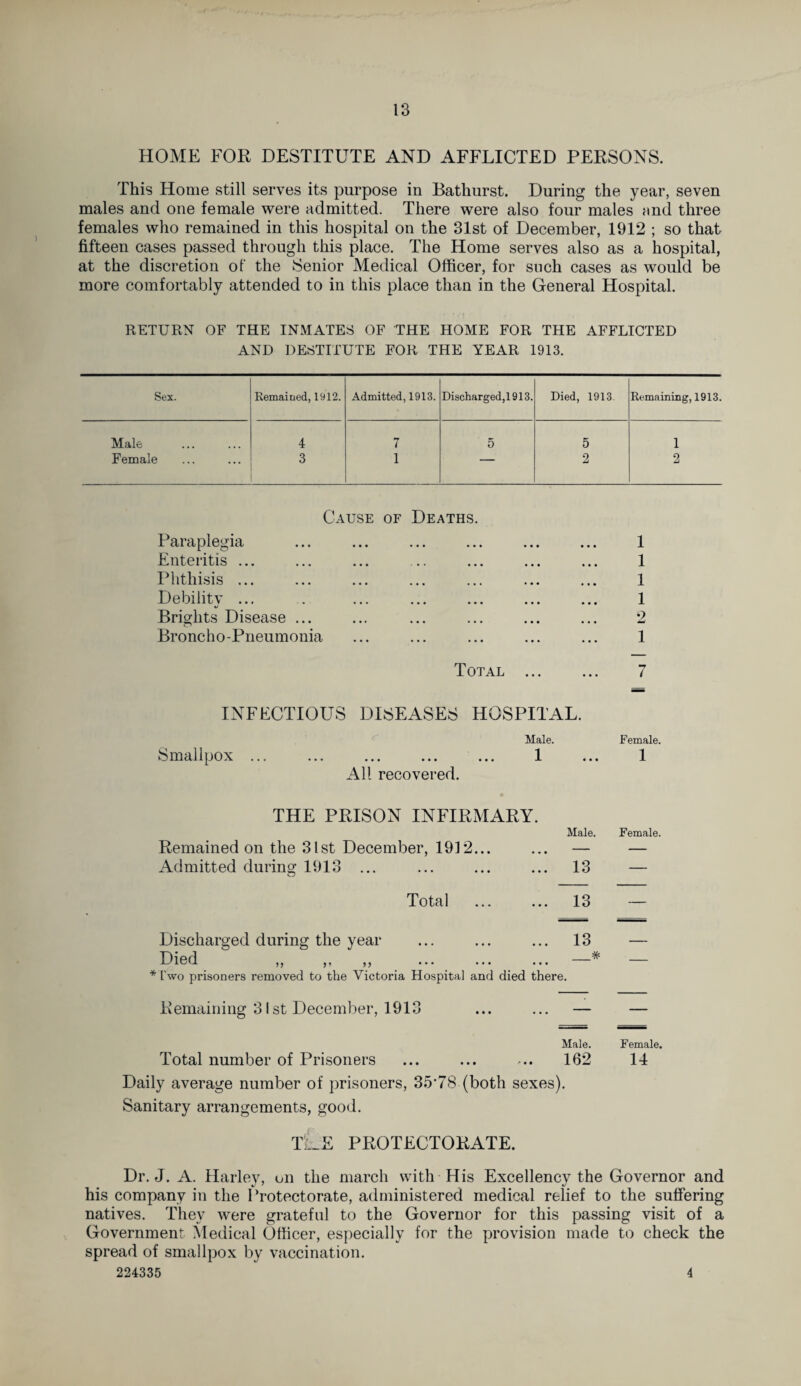 13
HOME FOR DESTITUTE AND AFFLICTED PERSONS.
This Home still serves its purpose in Bathurst. During the year, seven
males and one female were admitted. There were also four males and three
females who remained in this hospital on the 31st of December, 1912 ; so that
fifteen cases passed through this place. The Home serves also as a hospital,
at the discretion of the Senior Medical Officer, for such cases as would be
more comfortably attended to in this place than in the General Hospital.
RETURN OF THE INMATES OF THE HOME FOR THE AFFLICTED
AND DESTITUTE FOR THE YEAR 1913.
Sex. Remained, 1912. Admitted, 1913. Discharged, 1913. Died, 1913. Remaining, 1913.
Male ... ... 4 7 5 5 1
Female ... ... 3 1 — 2 2
CAUSE OF DEATHS.
Paraplegia ... ... ... ... ... ... 1
Enteritis ... ... ... ... ... ... ... 1
Phthisis ... ... ... ... ... ... ... 1
Debility ... . ... ... ... ... ... 1
Brights Disease ... ... ... ... ... ... 2
Broncho-Pneumonia ... ... ... ... ... 1
TOTAL ... ... 7
INFECTIOUS DISEASES HOSPITAL.
Male. Female.
Smallpox ... ... ... ... ... 1 ... 1
All recovered.
THE PRISON INFIRMARY.
Male. Female.
Remained on the 31st December, 1912... ... — —
Admitted during 1913 ... ... ... ... 13 —
Total ... ... 13 —
Discharged during the year ... ... ... 13 —
Died „ „ „ ... ... ... —* —
* Two prisoners removed to the Victoria Hospital and died there.
Remaining 31st December, 1913 ... ... — —
Male. Female.
Total number of Prisoners ... ... ... 162 14
Daily average number of prisoners, 35·78 (both sexes).
Sanitary arrangements, good.
THE PROTECTORATE.
Dr. J. A. Harley, on the march with His Excellency the Governor and
his company in the Protectorate, administered medical relief to the suffering
natives. They were grateful to the Governor for this passing visit of a
Government Medical Officer, especially for the provision made to check the
spread of smallpox by vaccination.
224335 4